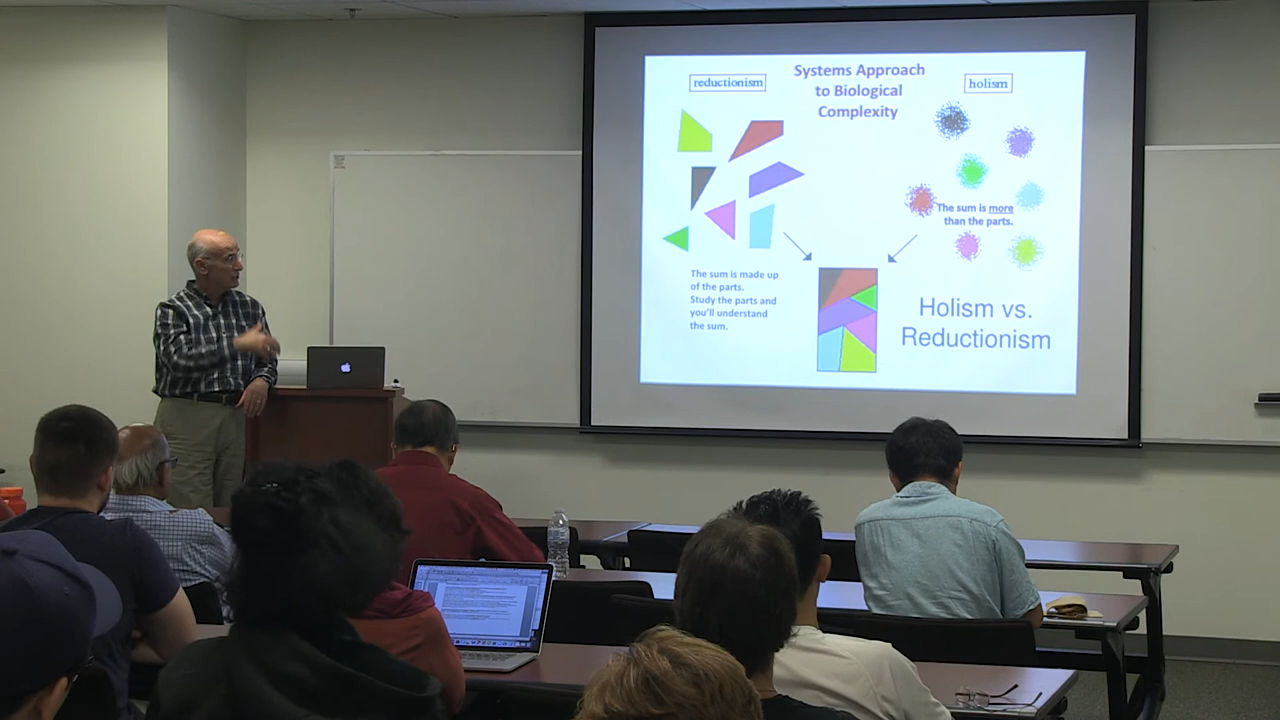 Systems Approach
to Biological
Complexity
reductionism
holism
The sum is more
than the parts.
The sum is made up
of the parts.
Study the parts and
you'll understand
the sum.
Holism vs.
Reductionism